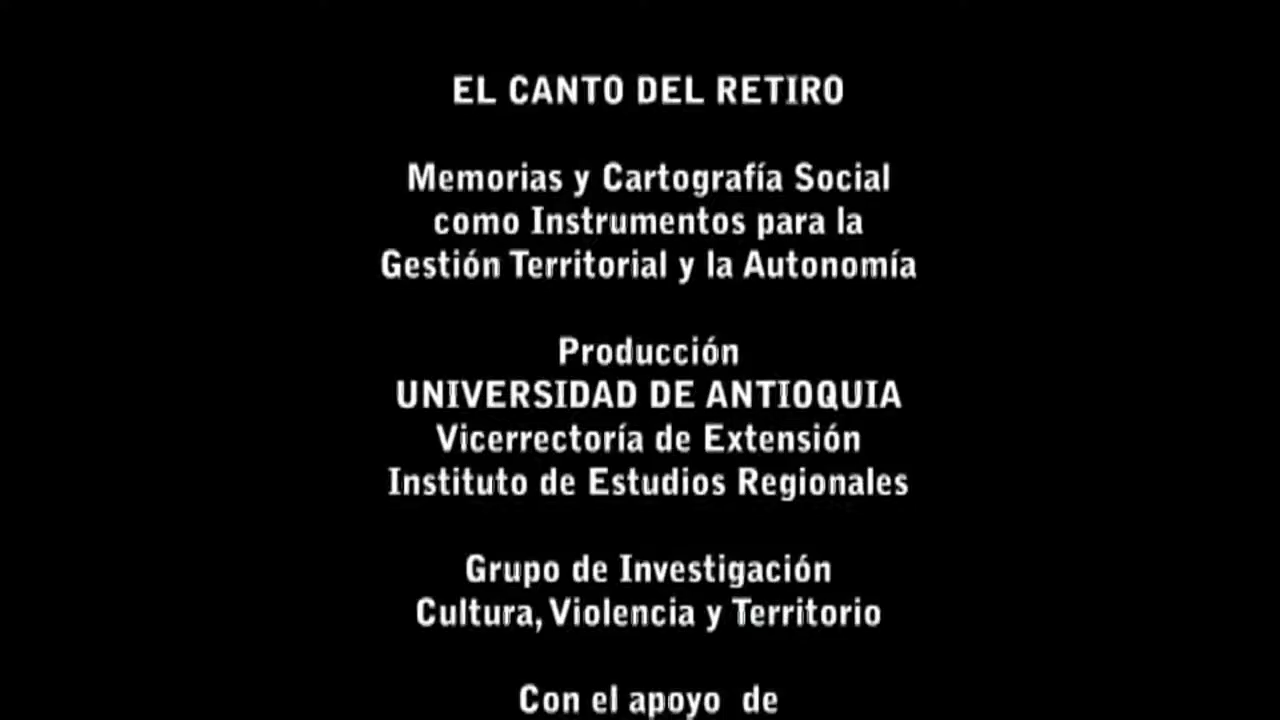 EL CANTO DEL RETIRO
Memorias y Cartografía Social
como Instrumentos para la
Gestión Territorial y la Autonomía
Producción
UNIVERSIDAD DE ANTIOQUIA
Vicerrectoría de Extensión
Instituto de Estudios Regionales
Grupo de Investigación
Cultura, Violencia y Territorio
Con el apoyo de